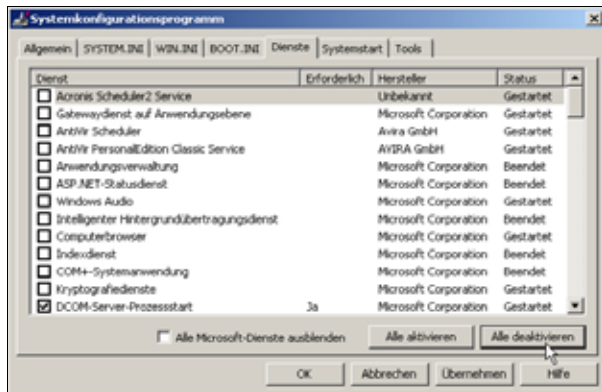 Systemkonfigurationsprogramm
Allgemein SYSTEM.INI WIN.INI BOOT.INI Dienste Systemstart Tools
Dienst Erforderlich Hersteller Status
Acronis Scheduler2 Service Unbekannt Gestartet
Gatewaydienst auf Anwendungsebene Microsoft Corporation Gestartet
AntiVir Scheduler Avira GmbH Gestartet
AntiVir PersonalEdition Classic Service AVIRA GmbH Gestartet
Anwendungsverwaltung Microsoft Corporation Beendet
ASP.NET-Statusdienst Microsoft Corporation Beendet
Windows Audio Microsoft Corporation Gestartet
Intelligenter Hintergrundübertragungsdienst Microsoft Corporation Beendet
Computerbrowser Microsoft Corporation Gestartet
Indexdienst Microsoft Corporation Beendet
COM+-Systemanwendung Microsoft Corporation Beendet
Kryptografiedienste Microsoft Corporation Gestartet
DCOM-Server-Prozessstart Ja Microsoft Corporation Gestartet
Alle Microsoft-Dienste ausblenden Alle aktivieren Alle deaktivieren
OK Abbrechen Übernehmen Hilfe